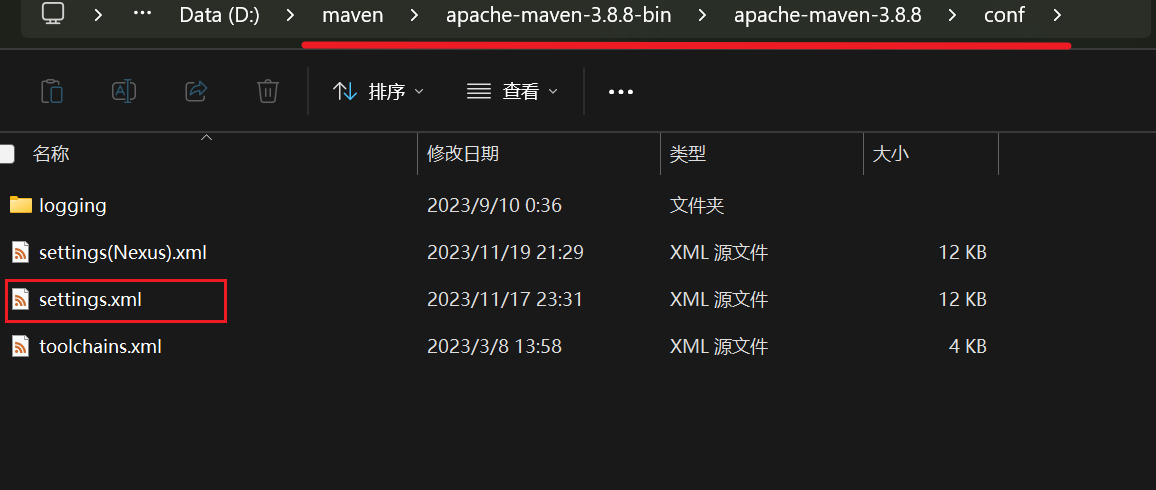 Data (D:) maven apache-maven-3.8.8-bin apache-maven-3.8.8 conf
排序 查看
名称 修改日期 类型 大小
logging 2023/9/10 0:36 文件夹
settings(Nexus).xml 2023/11/19 21:29 XML 源文件 12 KB
settings.xml 2023/11/17 23:31 XML 源文件 12 KB
toolchains.xml 2023/3/8 13:58 XML 源文件 4 KB